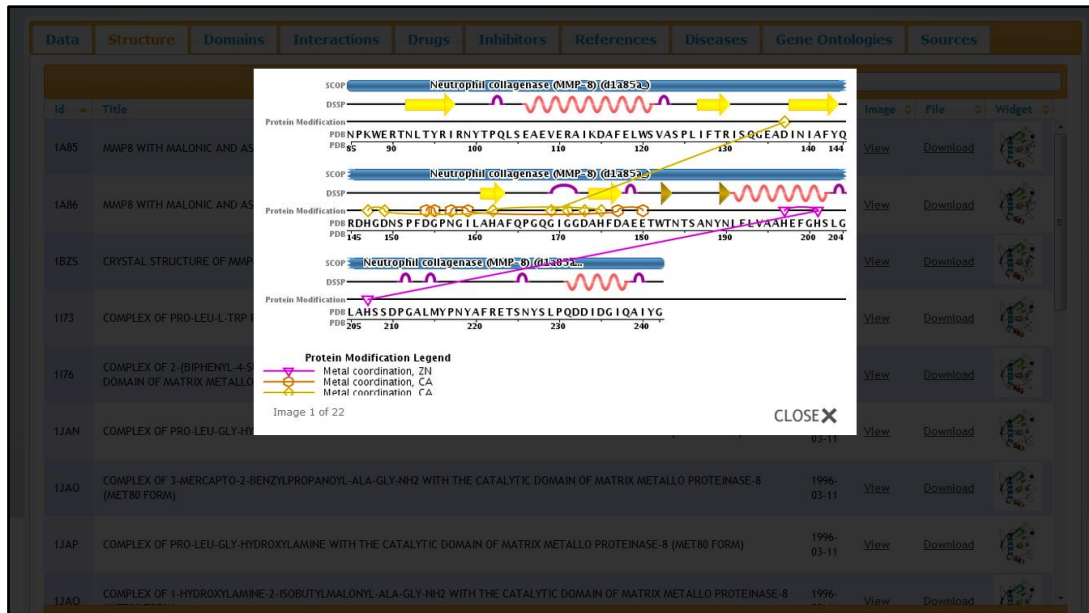 Data Structure Domains Interactions Drugs Inhibitors References Diseases Gene Ontologies Sources
Id Title Image File Widget
1A85 MMP8 WITH MALONIC AND AS View Download
1A86 MMP8 WITH MALONIC AND AS View Download
1BZS CRYSTAL STRUCTURE OF MMP View Download
1I73 COMPLEX OF PRO-LEU-L-TRP View Download
1I76 COMPLEX OF 2-(BIPHENYL-4-S View Download
DOMAIN OF MATRIX METALLO
1JAN COMPLEX OF PRO-LEU-GLY-HY 03-11 View Download
SCOP Neutrophil collagenase (MMP-8) (d1a85a_)
DSSP
Protein Modification
PDB NPKWERTNLTYRIRNYTPQLSEAEVERAIKDAFELWSVASPLIFTRISQGEADINIAFYQ
PDB 85 90 100 110 120 130 140 144
SCOP Neutrophil collagenase (MMP-8) (d1a85a_)
DSSP
Protein Modification
PDB RDHGDNSPFDGPNGILAHAFQPGQGIGGDAHFDAEETWTNTSANYNLFLVAAHEFGHSLG
PDB 145 150 160 170 180 190 200 204
SCOP Neutrophil collagenase (MMP-8) (d1a85a...
DSSP
Protein Modification
PDB LAHSSDPGALMYPNYAFRETSNYSLPQDDIDGIQAIYG
PDB 205 210 220 230 240
Protein Modification Legend
Metal coordination, ZN
Metal coordination, CA
Metal coordination, CA
Image 1 of 22
CLOSE
1JAO COMPLEX OF 3-MERCAPTO-2-BENZYLPROPANOYL-ALA-GLY-NH2 WITH THE CATALYTIC DOMAIN OF MATRIX METALLO PROTEINASE-8 (MET80 FORM) 1996-03-11 View Download
1JAP COMPLEX OF PRO-LEU-GLY-HYDROXYLAMINE WITH THE CATALYTIC DOMAIN OF MATRIX METALLO PROTEINASE-8 (MET80 FORM) 1996-03-11 View Download
1JAQ COMPLEX OF 1-HYDROXYLAMINE-2-ISOBUTYLMALONYL-ALA-GLY-NH2 WITH THE CATALYTIC DOMAIN OF MATRIX METALLO PROTEINASE-8 1996- View Download